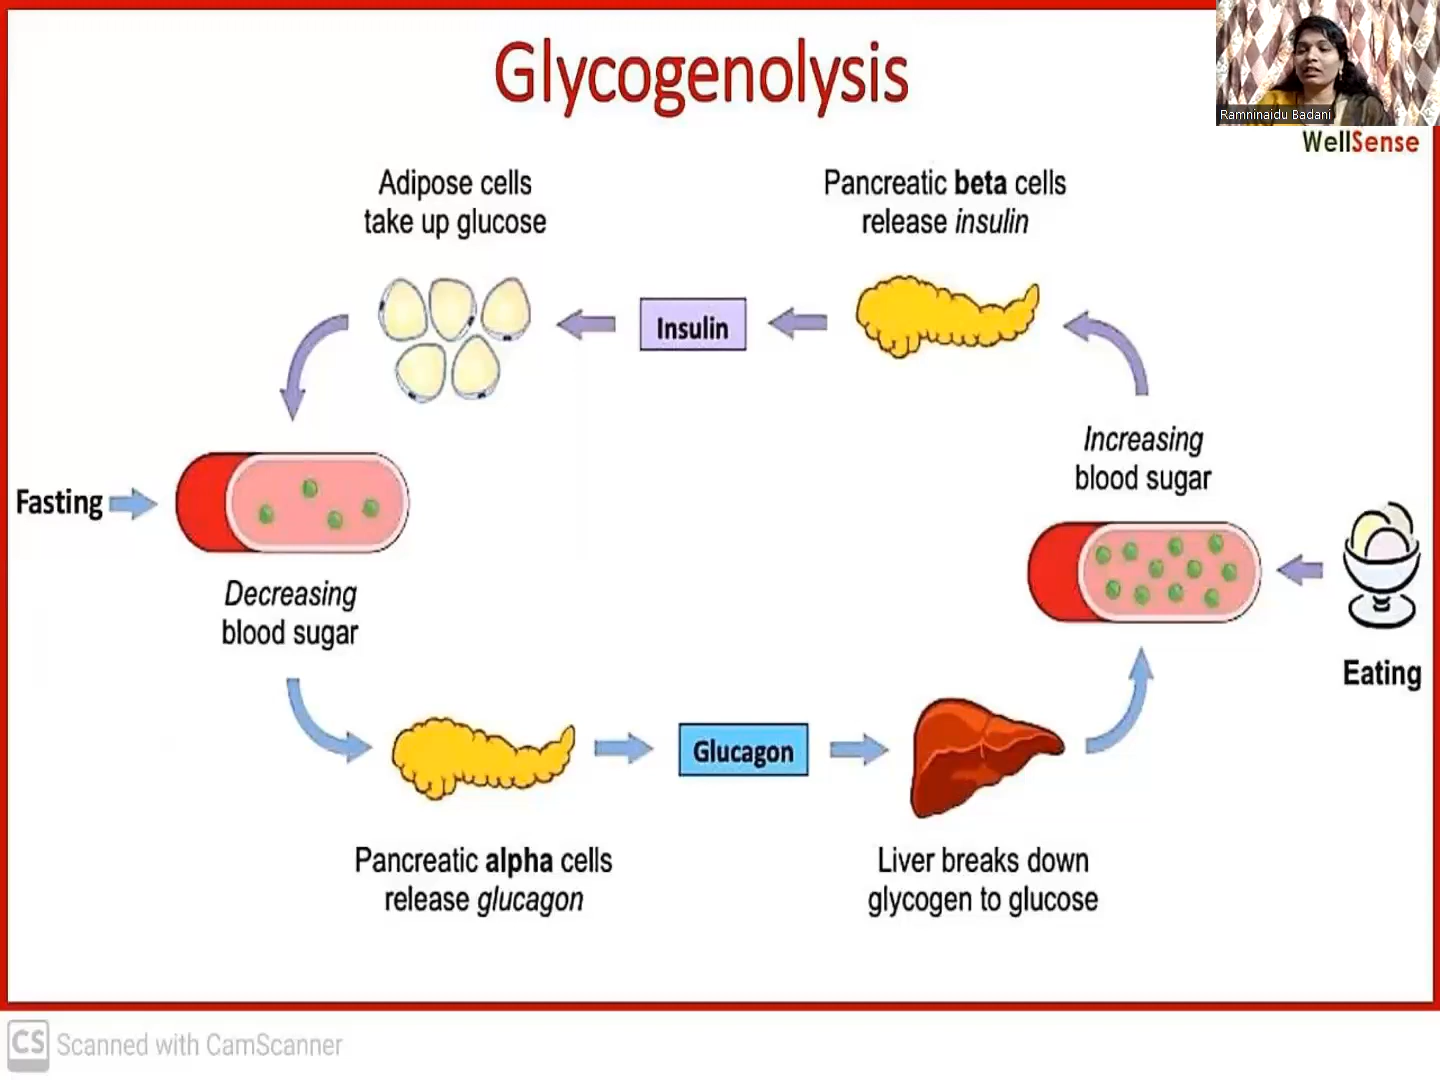 Glycogenolysis
Ramninaidu Badani
WellSense
Adipose cells
take up glucose
Pancreatic beta cells
release insulin
Insulin
Increasing
blood sugar
Fasting
Decreasing
blood sugar
Eating
Glucagon
Pancreatic alpha cells
release glucagon
Liver breaks down
glycogen to glucose
CS Scanned with CamScanner